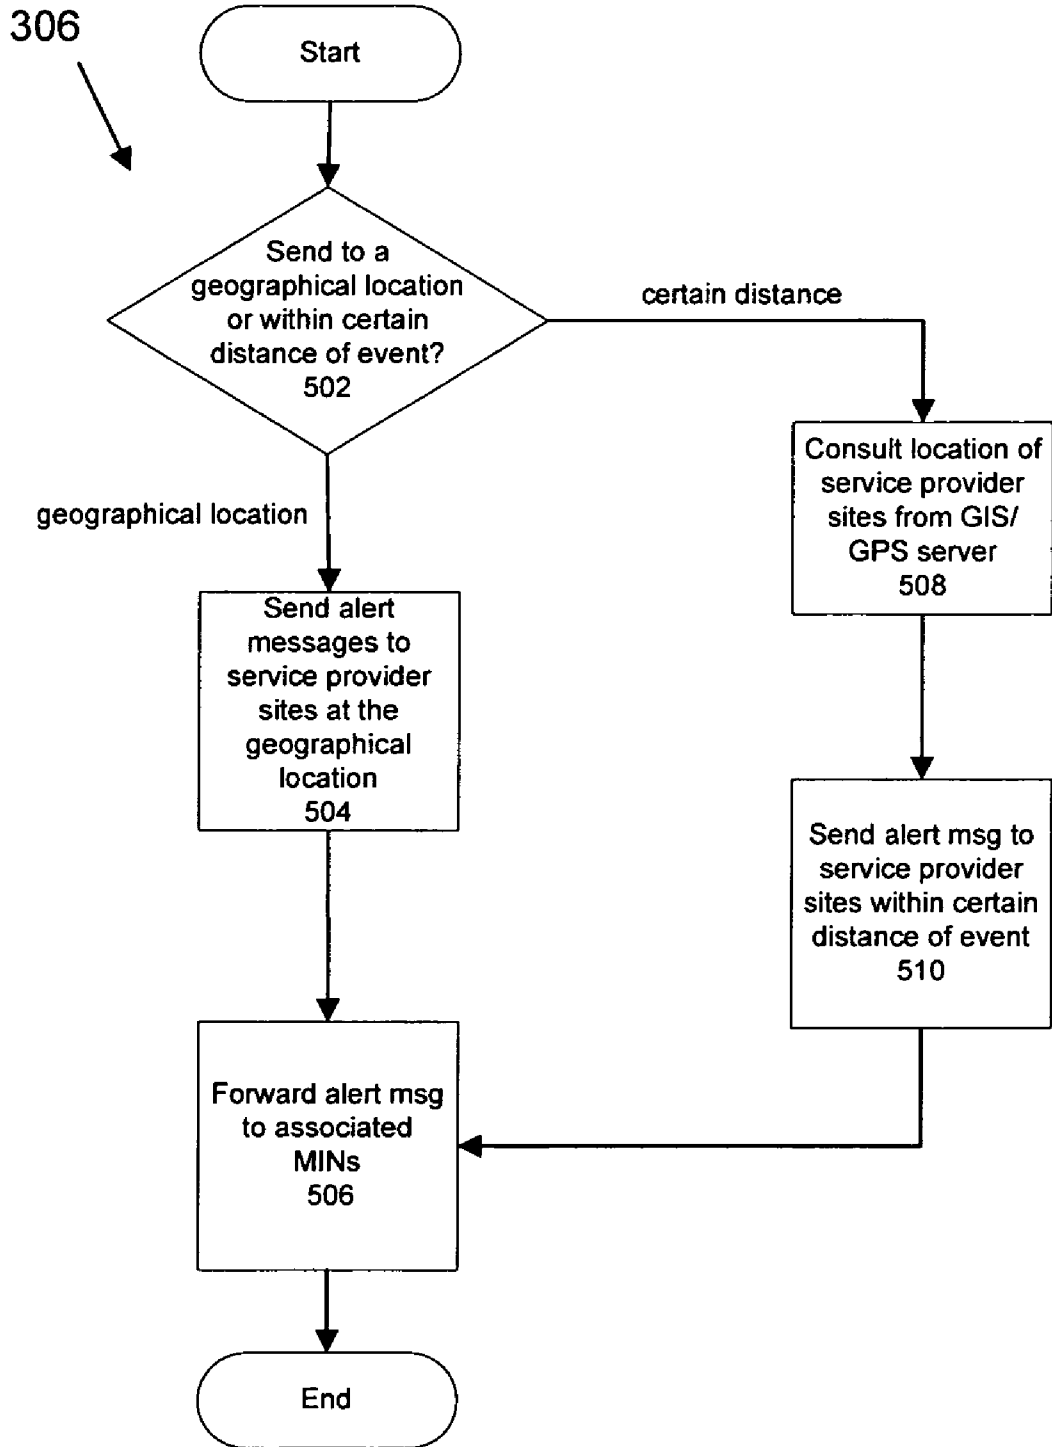 306
Start
Send to a
geographical location
or within certain
distance of event?
502
certain distance
geographical location
Consult location of
service provider
sites from GIS/
GPS server
508
Send alert
messages to
service provider
sites at the
geographical
location
504
Send alert msg to
service provider
sites within certain
distance of event
510
Forward alert msg
to associated
MINs
506
End